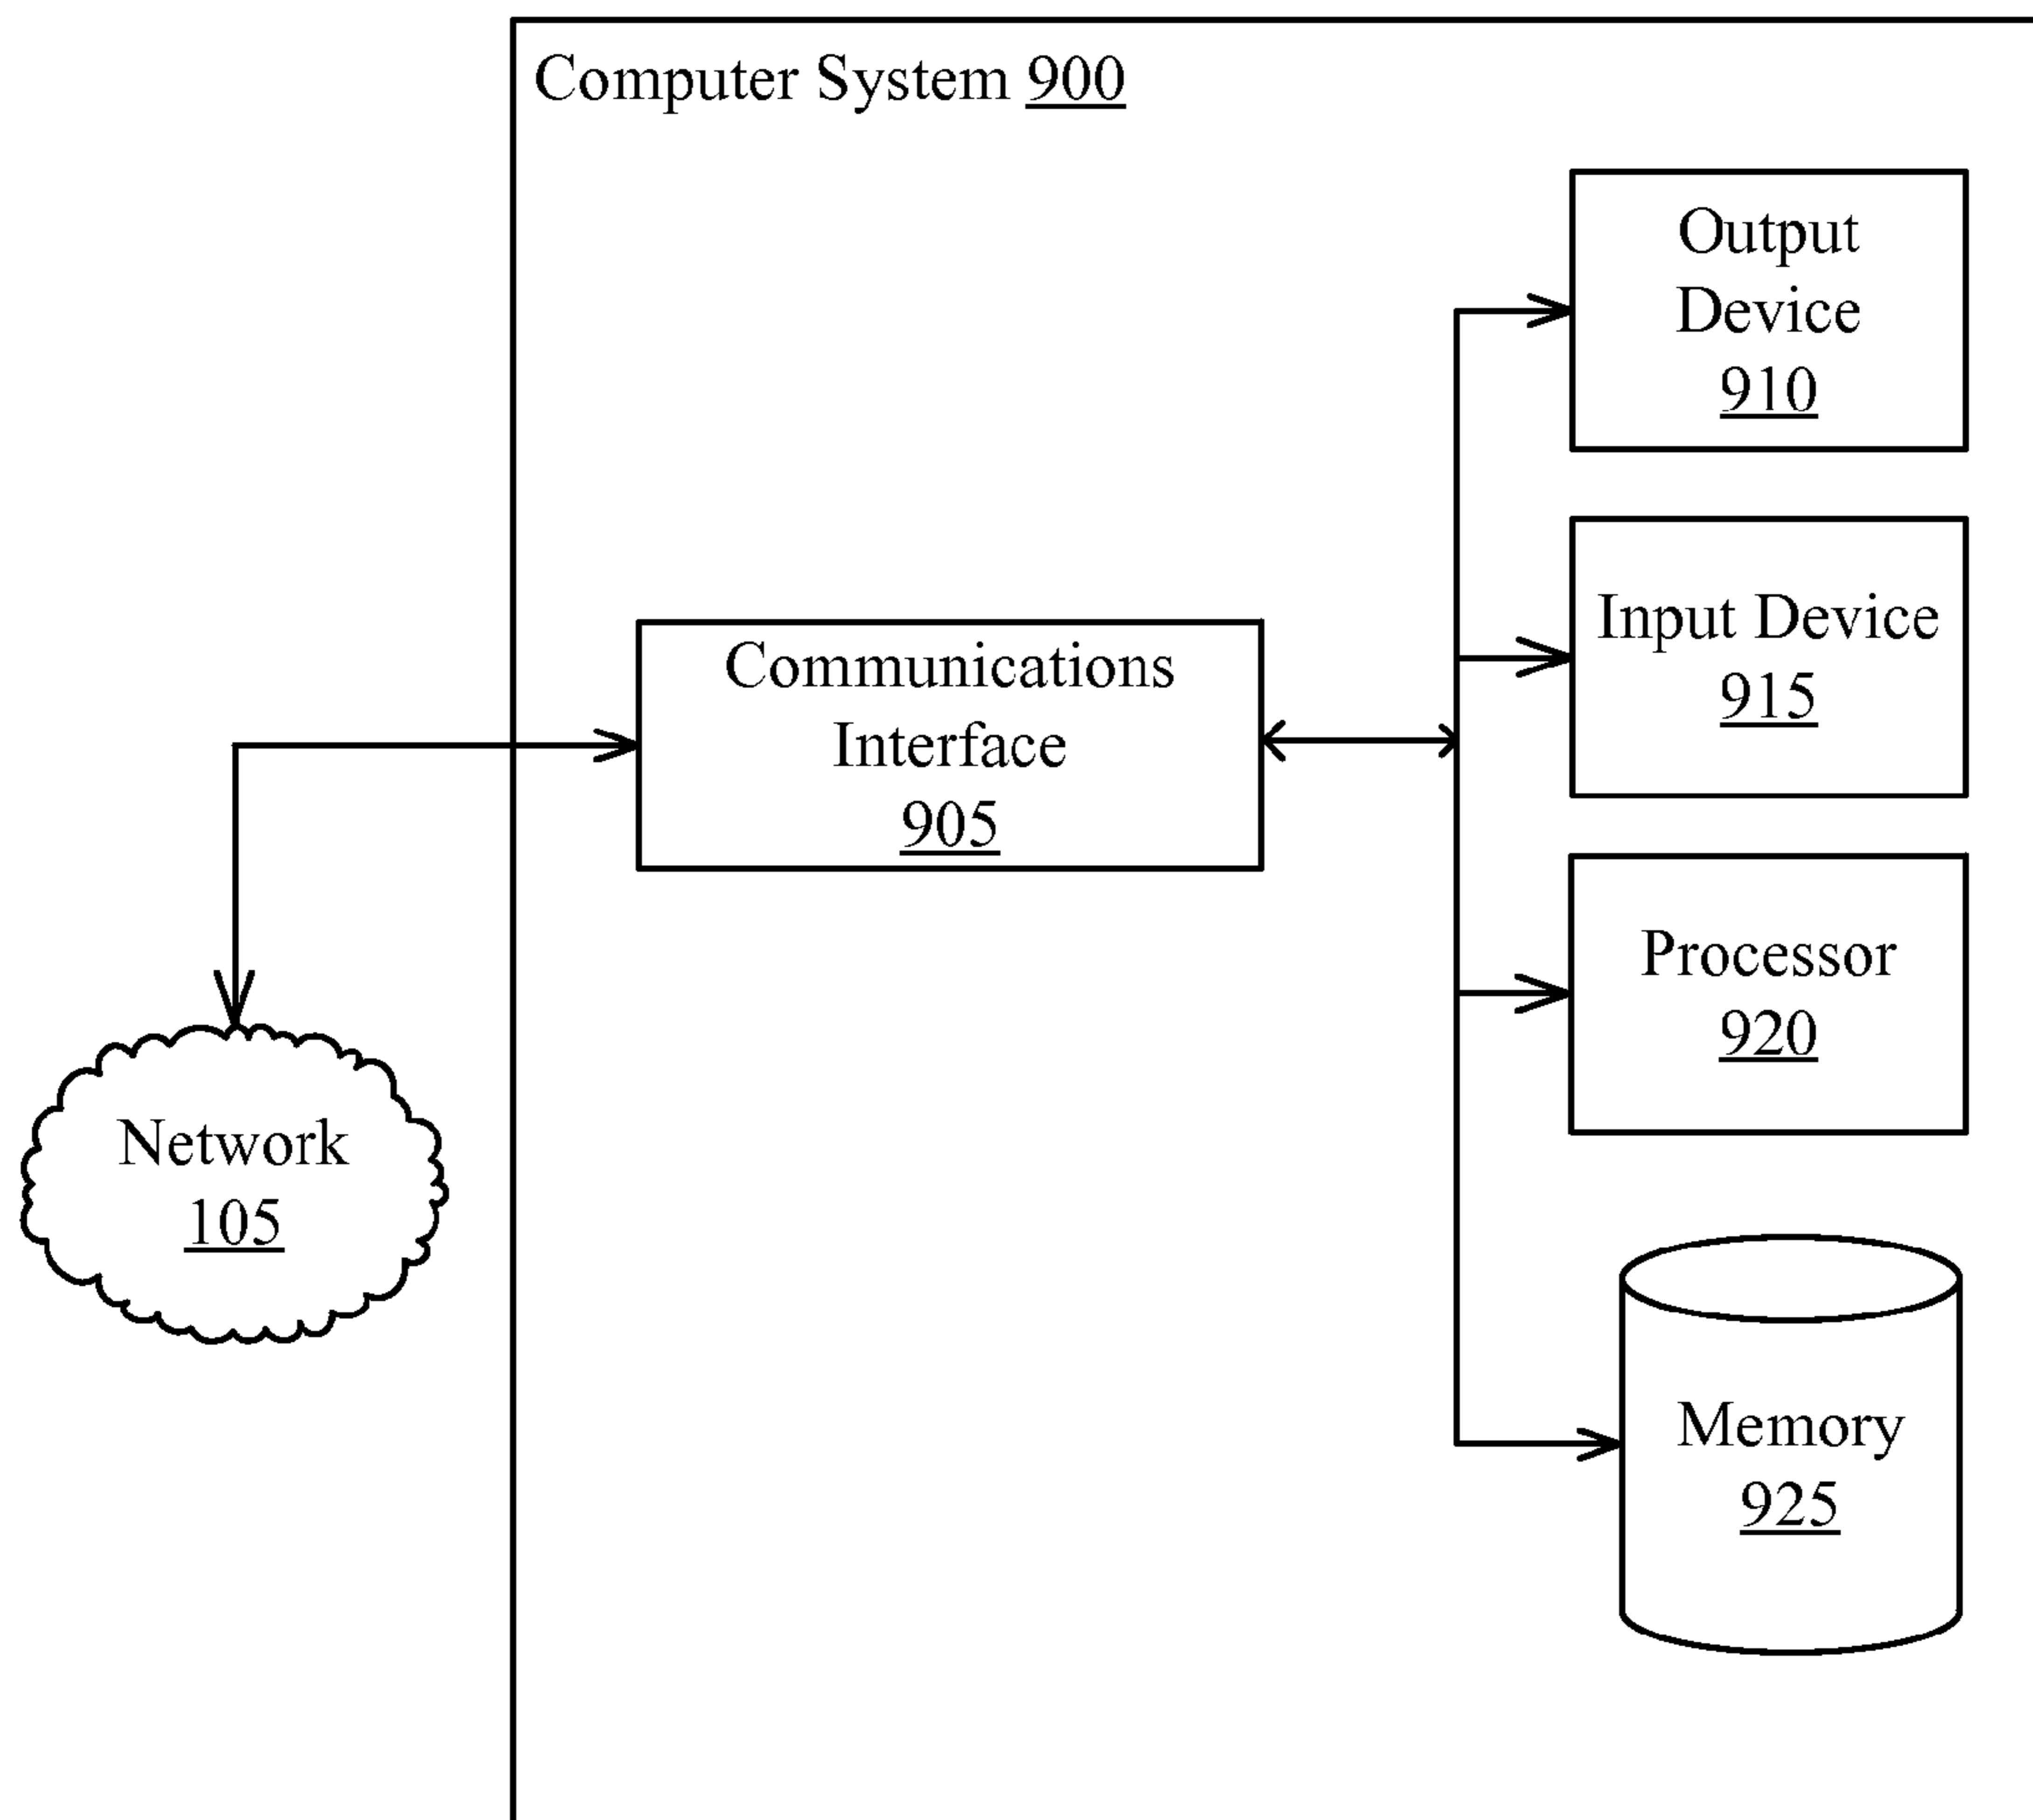 Computer System 900
Output
Device
910
Input Device
915
Communications
Interface
905
Processor
920
Network
105
Memory
925